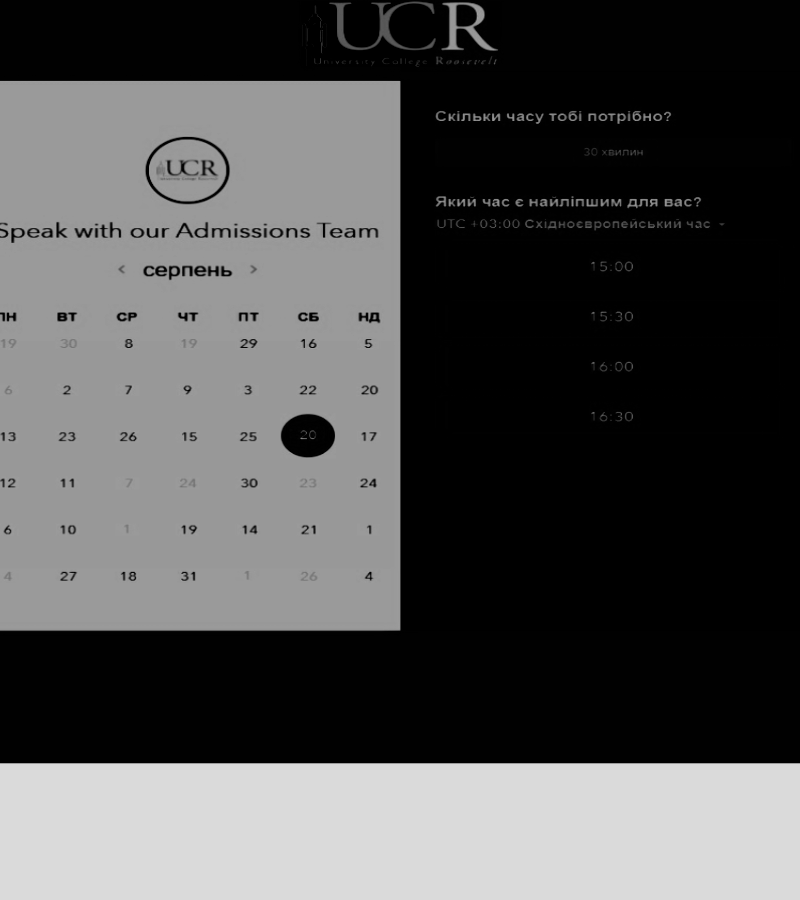 UCR
University College Roosevelt
UCR
Speak with our Admissions Team
< серпень >
ПН ВТ СР ЧТ ПТ СБ НД
19 30 8 19 29 16 5
6 2 7 9 3 22 20
13 23 26 15 25 20 17
12 11 7 24 30 23 24
6 10 1 19 14 21 1
4 27 18 31 1 26 4
Скільки часу тобі потрібно?
30 хвилин
Який час є найліпшим для вас?
UTC +03:00 Східноєвропейський час
15:00
15:30
16:00
16:30